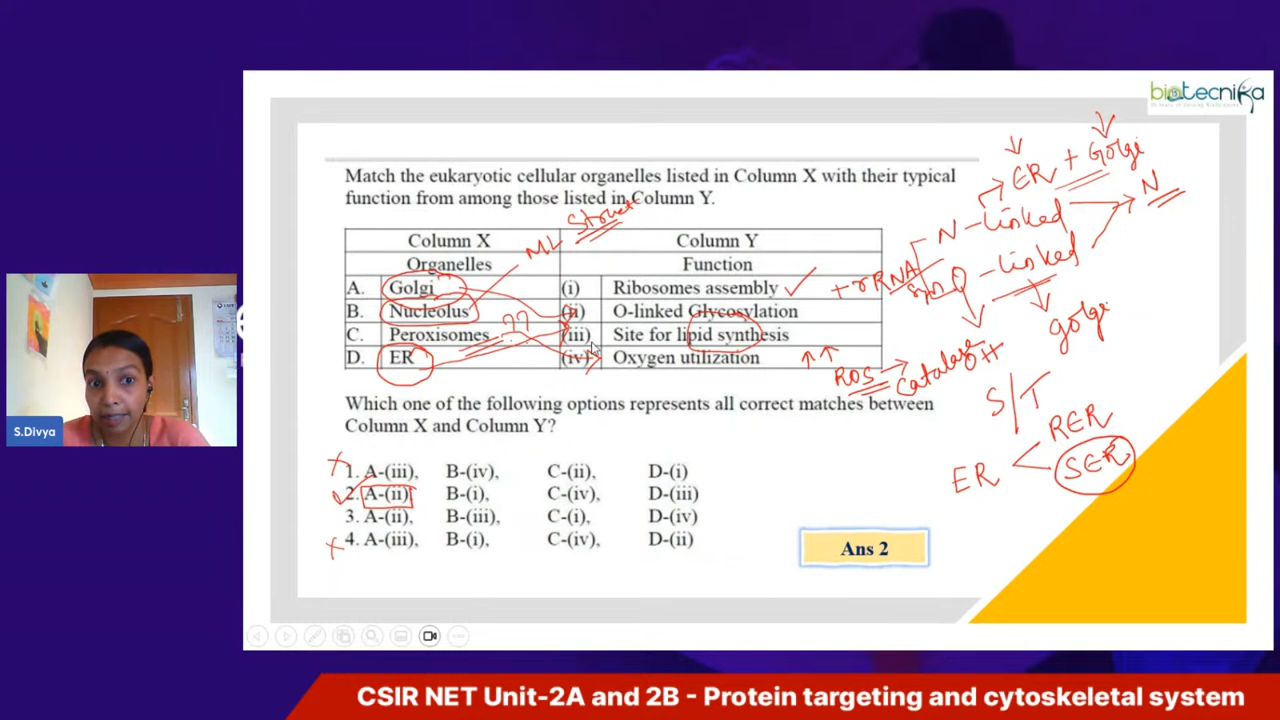 biotecnika
Match the eukaryotic cellular organelles listed in Column X with their typical
function from among those listed in Column Y.
Column X Column Y
Organelles Function
A. Golgi (i) Ribosomes assembly
B. Nucleolus (ii) O-linked Glycosylation
C. Peroxisomes (iii) Site for lipid synthesis
D. ER (iv) Oxygen utilization
Which one of the following options represents all correct matches between
Column X and Column Y?
1. A-(iii), B-(iv), C-(ii), D-(i)
2. A-(ii) B-(i), C-(iv), D-(iii)
3. A-(ii), B-(iii), C-(i), D-(iv)
4. A-(iii), B-(i), C-(iv), D-(ii)
Ans 2
ER + Golgi
N
N-linked
O-linked
+ rRNA
Golgi
OH
S/T
ROS → Catalase
??
RER
ER
SER
S.Divya
CSIR NET Unit-2A and 2B - Protein targeting and cytoskeletal system